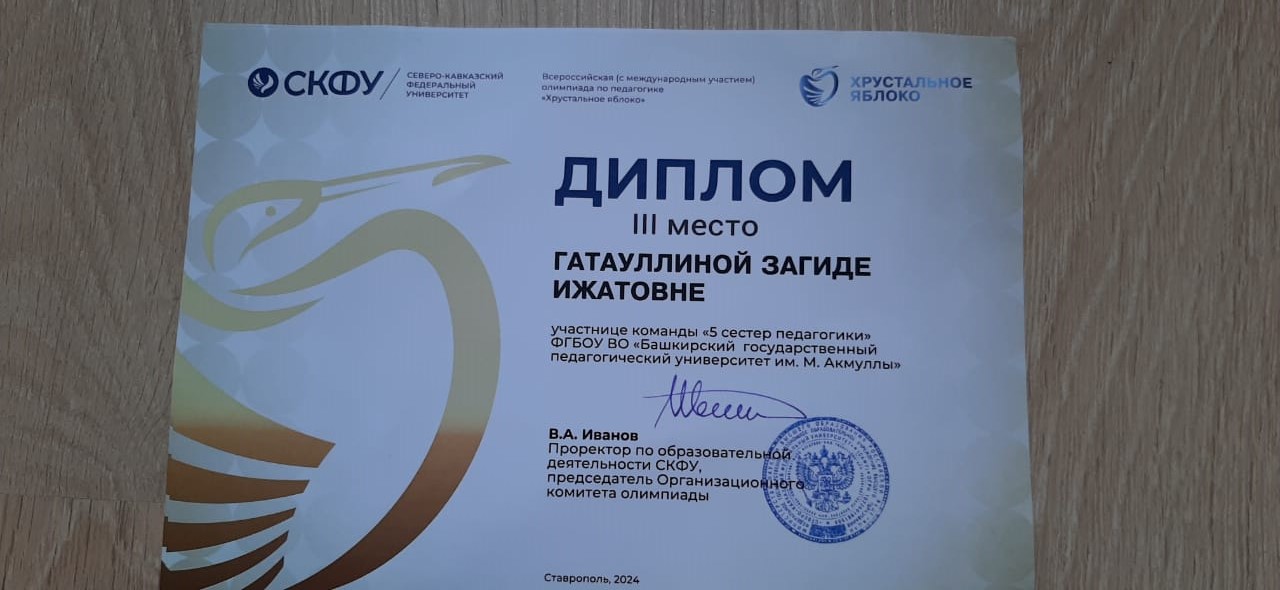 СКФУ
СЕВЕРО-КАВКАЗСКИЙ
ФЕДЕРАЛЬНЫЙ
УНИВЕРСИТЕТ
Всероссийская (с международным участием)
олимпиада по педагогике
«Хрустальное яблоко»
ХРУСТАЛЬНОЕ
ЯБЛОКО
ДИПЛОМ
III место
ГАТАУЛЛИНОЙ ЗАГИДЕ
ИЖАТОВНЕ
участнице команды «5 сестер педагогики»
ФГБОУ ВО «Башкирский государственный
педагогический университет им. М. Акмуллы»
В.А. Иванов
Проректор по образовательной
деятельности СКФУ,
председатель Организационного
комитета олимпиады
Ставрополь, 2024